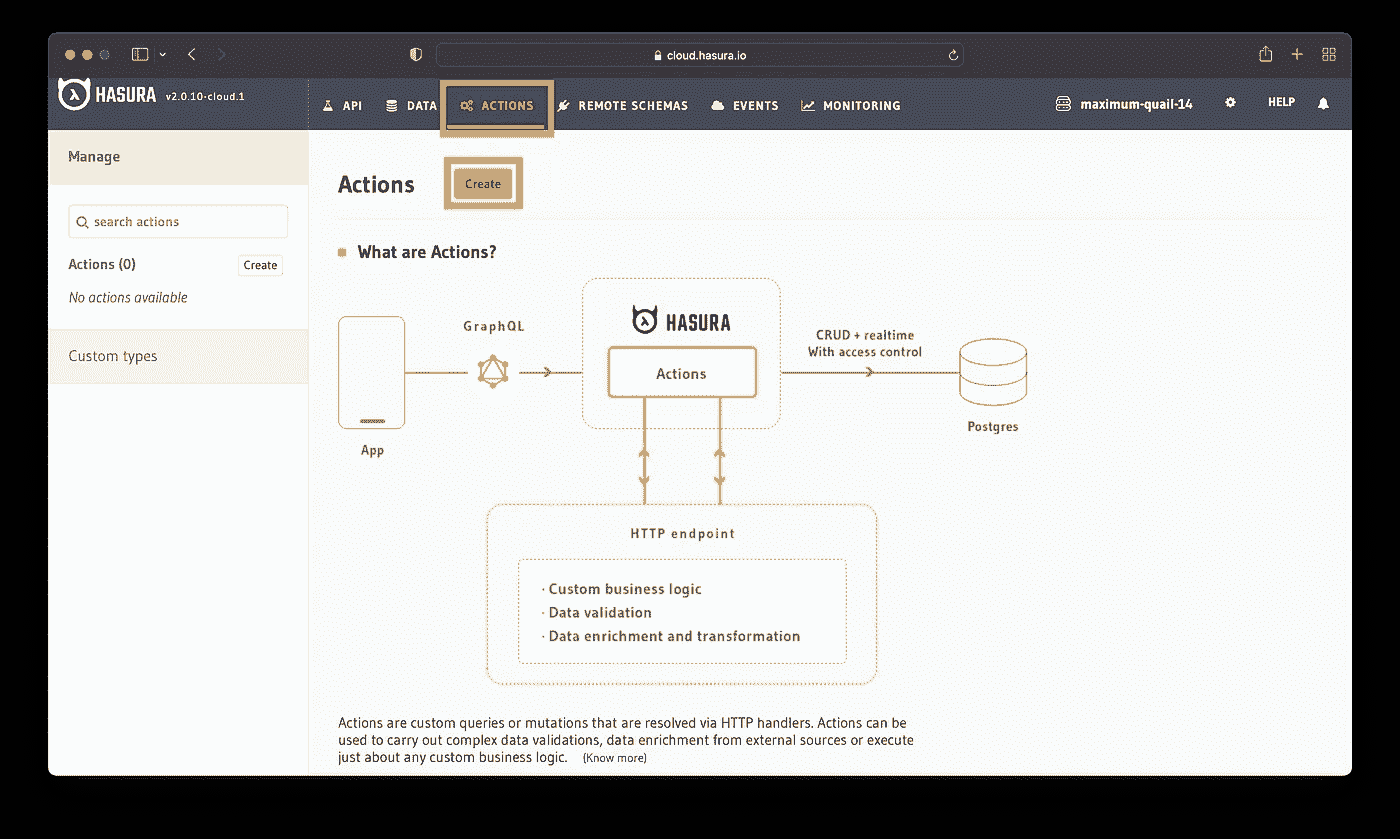 cloud.hasura.io
HASURA v2.0.10-cloud.1
API DATA ACTIONS REMOTE SCHEMAS EVENTS MONITORING
maximum-quail-14 HELP
Manage
search actions
Actions (0) Create
No actions available
Custom types
Actions Create
What are Actions?
GraphQL
HASURA
Actions
CRUD + realtime
With access control
App
Postgres
HTTP endpoint
· Custom business logic
· Data validation
· Data enrichment and transformation
Actions are custom queries or mutations that are resolved via HTTP handlers. Actions can be
used to carry out complex data validations, data enrichment from external sources or execute
just about any custom business logic. (Know more)